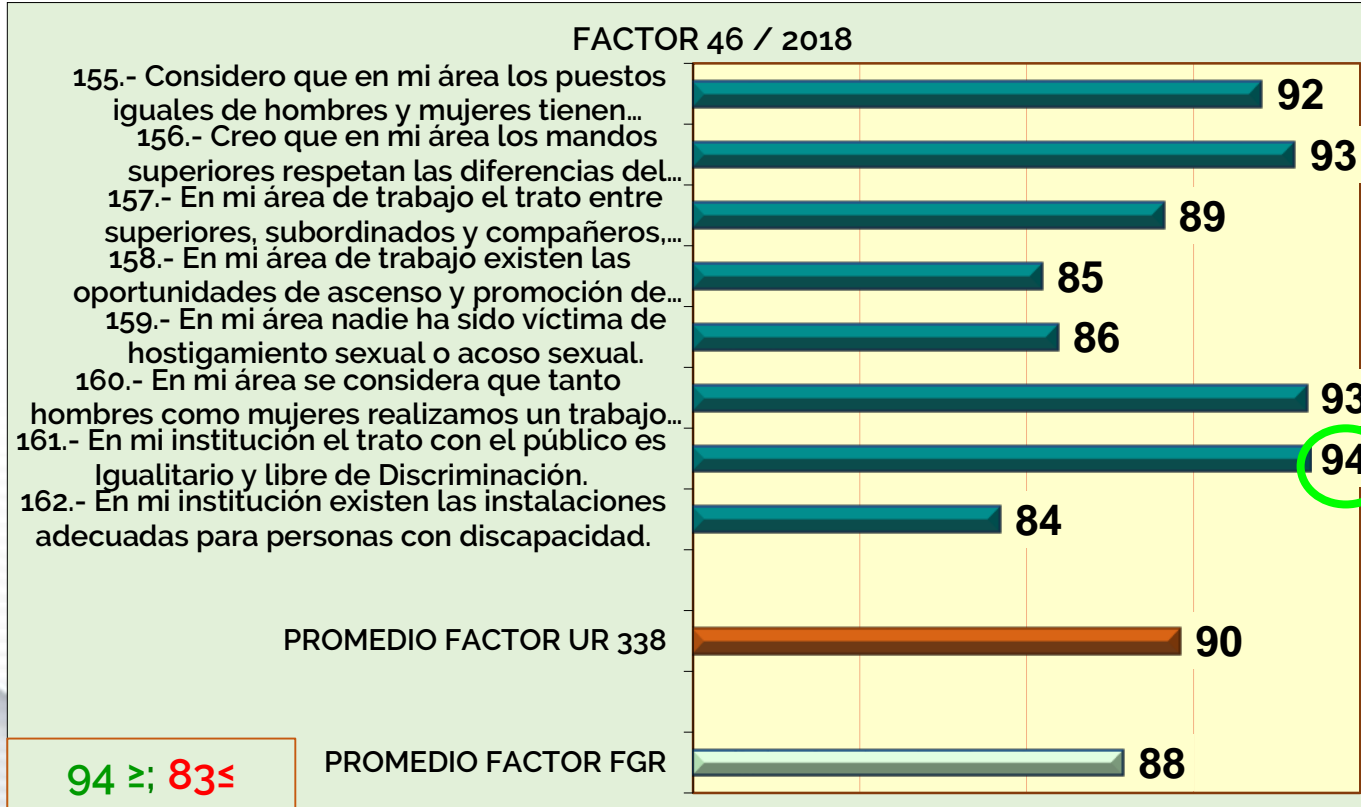 FACTOR 46 / 2018
155.- Considero que en mi área los puestos
iguales de hombres y mujeres tienen...
92
156.- Creo que en mi área los mandos
superiores respetan las diferencias del...
93
157.- En mi área de trabajo el trato entre
superiores, subordinados y compañeros,...
89
158.- En mi área de trabajo existen las
oportunidades de ascenso y promoción de...
85
159.- En mi área nadie ha sido víctima de
hostigamiento sexual o acoso sexual.
86
160.- En mi área se considera que tanto
hombres como mujeres realizamos un trabajo...
93
161.- En mi institución el trato con el público es
Igualitario y libre de Discriminación.
94
162.- En mi institución existen las instalaciones
adecuadas para personas con discapacidad.
84
PROMEDIO FACTOR UR 338
90
PROMEDIO FACTOR FGR
88
94 ≥; 83≤